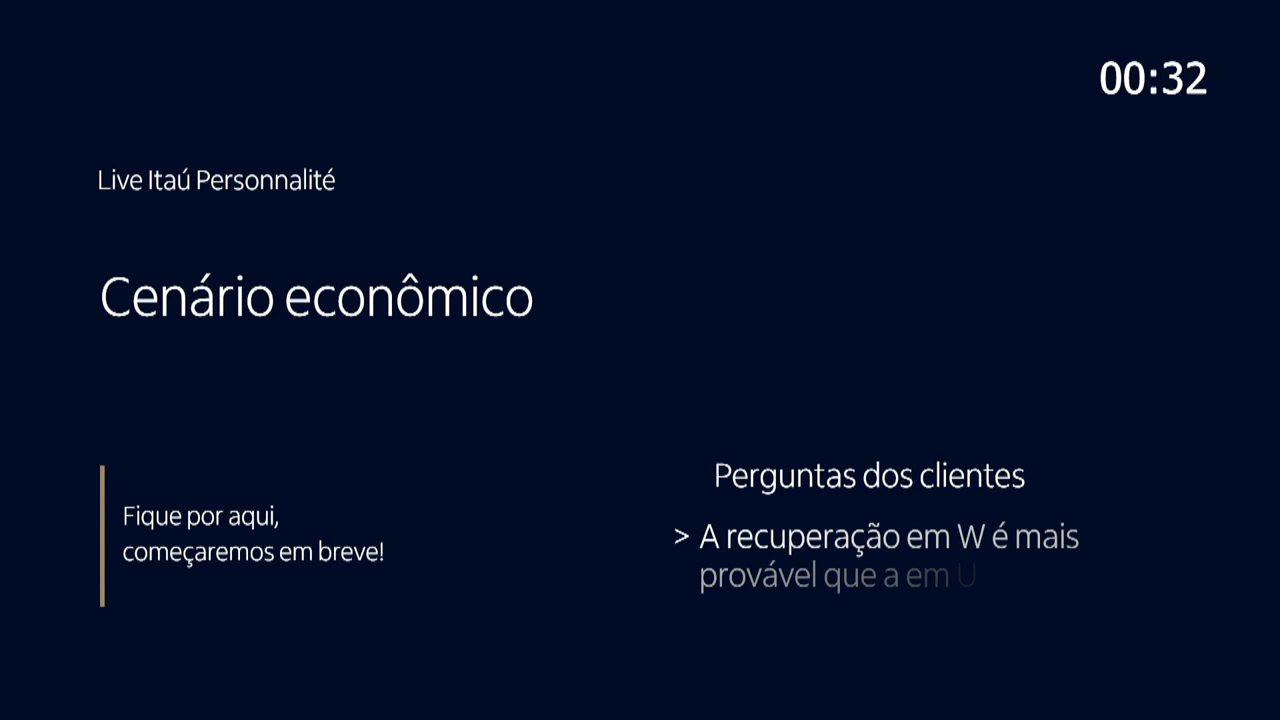 00:32
Live Itaú Personnalité
Cenário econômico
Fique por aqui,
começaremos em breve!
Perguntas dos clientes
> A recuperação em W é mais
provável que a em U